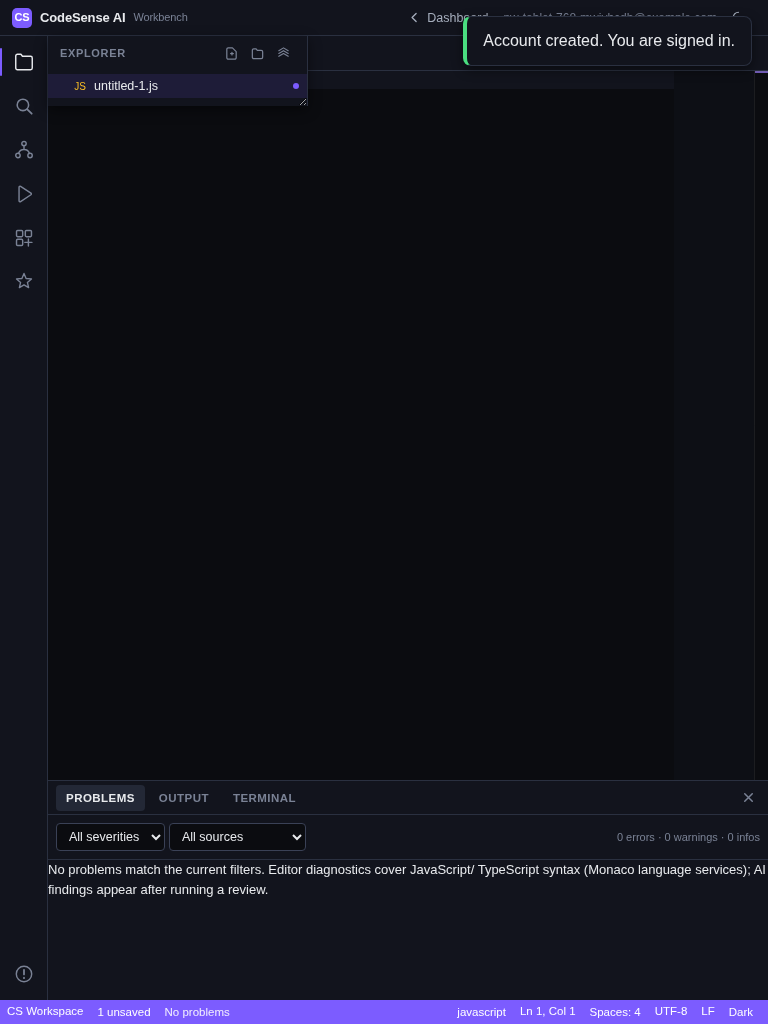 CS CodeSense AI Workbench
Account created. You are signed in.
EXPLORER
JS untitled-1.js
PROBLEMS OUTPUT TERMINAL
All severities All sources 0 errors · 0 warnings · 0 infos
No problems match the current filters. Editor diagnostics cover JavaScript/ TypeScript syntax (Monaco language services); AI
findings appear after running a review.
CS Workspace 1 unsaved No problems javascript Ln 1, Col 1 Spaces: 4 UTF-8 LF Dark